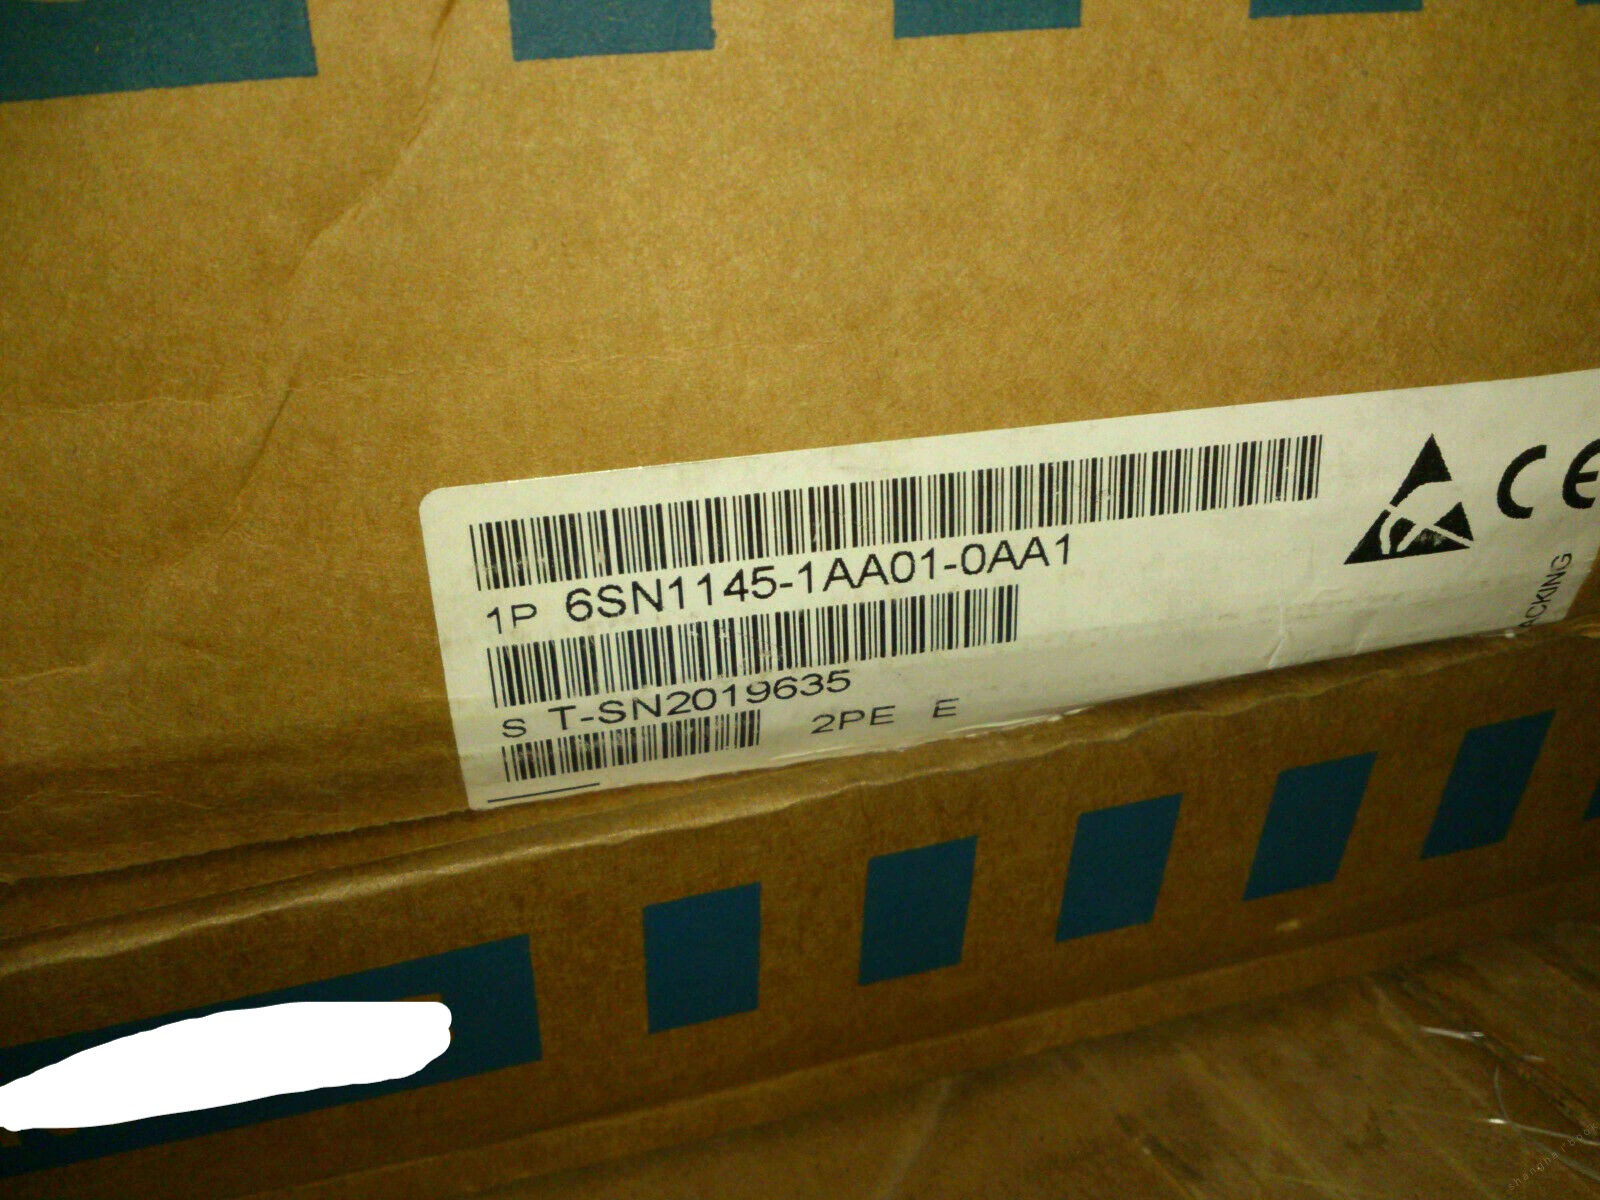 1P 6SN1145-1AA01-0AA1
S T-SN2019635
2PE E
CE
ACKING